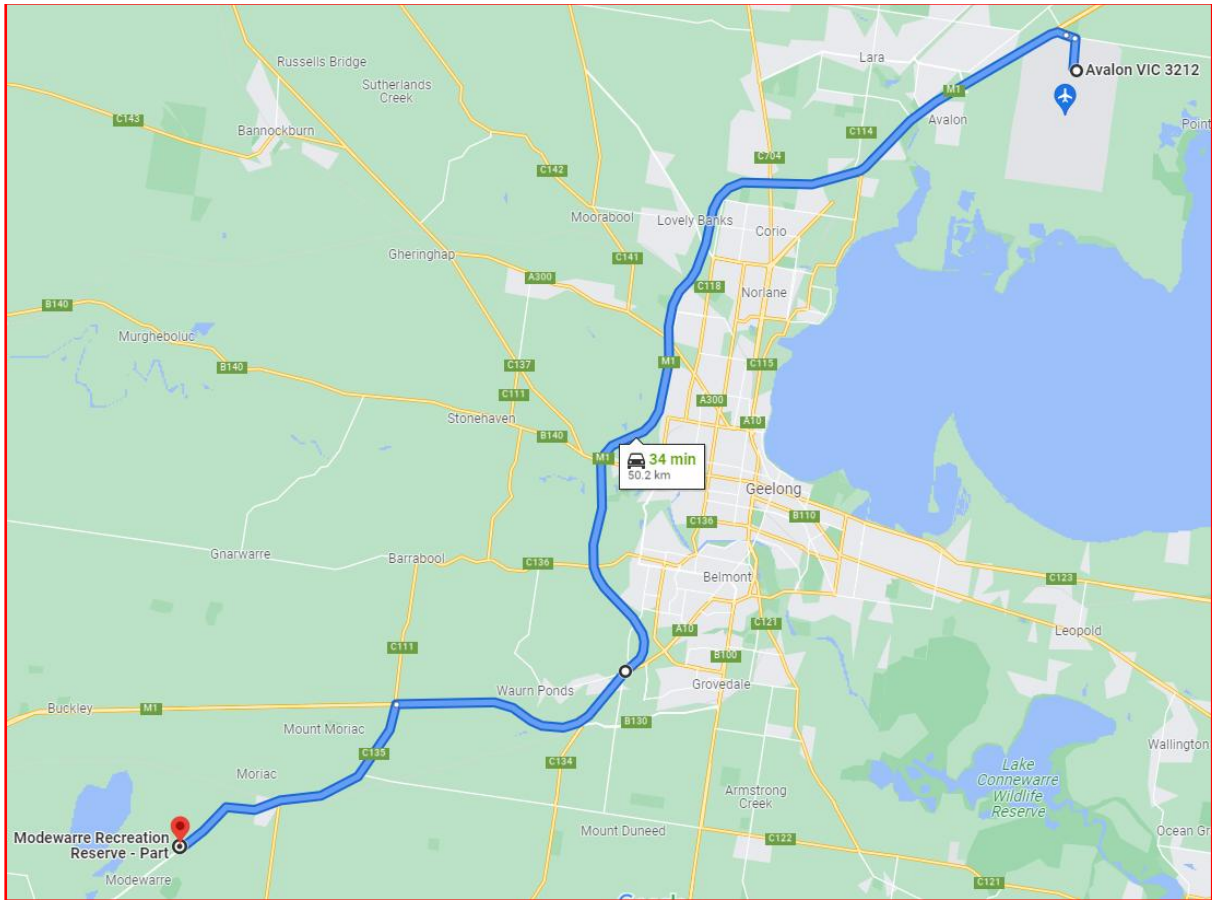 Russells Bridge
Lara
Avalon VIC 3212
Sutherlands
Creek
M1
C143
Bannockburn
Avalon
Point
C114
C704
C142
Moorabool
Lovely Banks
Corio
Gheringhap
C141
A300
C118
Norlane
B140
Murgheboluc
B140
C137
M1
C115
C111
A300
Stonehaven
A10
B140
M1
34 min
50.2 km
Geelong
B110
C136
Gnarwarre
Barrabool
C136
Belmont
C123
C121
Leopold
A10
C111
B100
Waurn Ponds
Grovedale
Buckley
M1
B130
Mount Moriac
C135
Wallington
C134
Moriac
Lake
Connewarre
Wildlife
Reserve
Armstrong
Creek
Modewarre Recreation
Reserve - Part
Mount Duneed
C122
Ocean Gr
Modewarre
C121